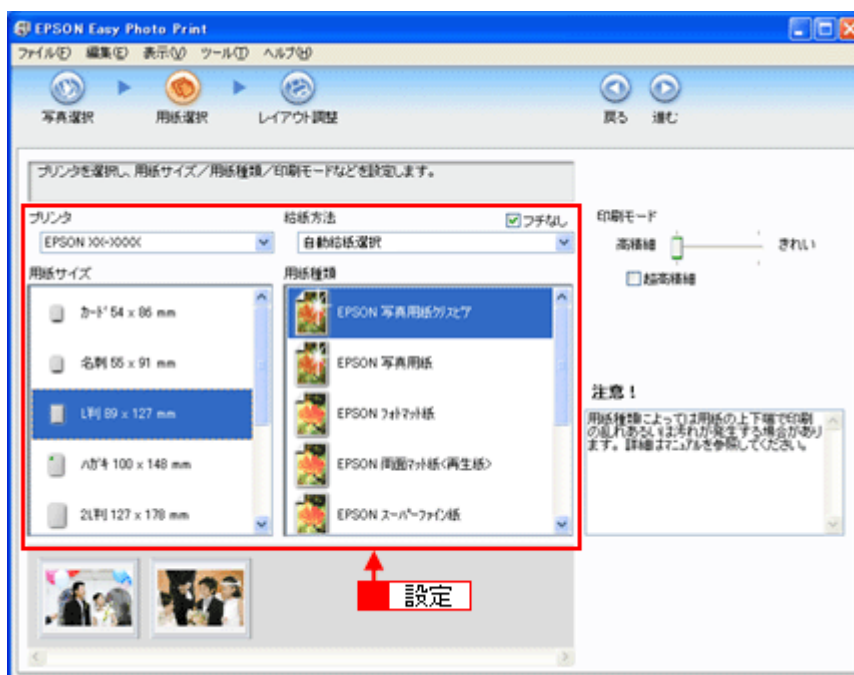 EPSON Easy Photo Print
ファイル(F) 編集(E) 表示(V) ツール(T) ヘルプ(H)
写真選択 用紙選択 レイアウト調整 戻る 進む
プリンタを選択し、用紙サイズ／用紙種類／印刷モードなどを設定します。
プリンタ
EPSON XX-XXXX
給紙方法
フチなし
自動給紙選択
印刷モード
高精細 きれい
超高精細
用紙サイズ
カード 54 x 86 mm
名刺 55 x 91 mm
L判 89 x 127 mm
ハガキ 100 x 148 mm
2L判 127 x 178 mm
用紙種類
EPSON 写真用紙クリスピア
EPSON 写真用紙
EPSON フォトマット紙
EPSON 両面マット紙<再生紙>
EPSON スーパーファイン紙
注意！
用紙種類によっては用紙の上下端で印刷
の乱れあるいは汚れが発生する場合があり
ます。詳細はマニュアルを参照してください。
設定